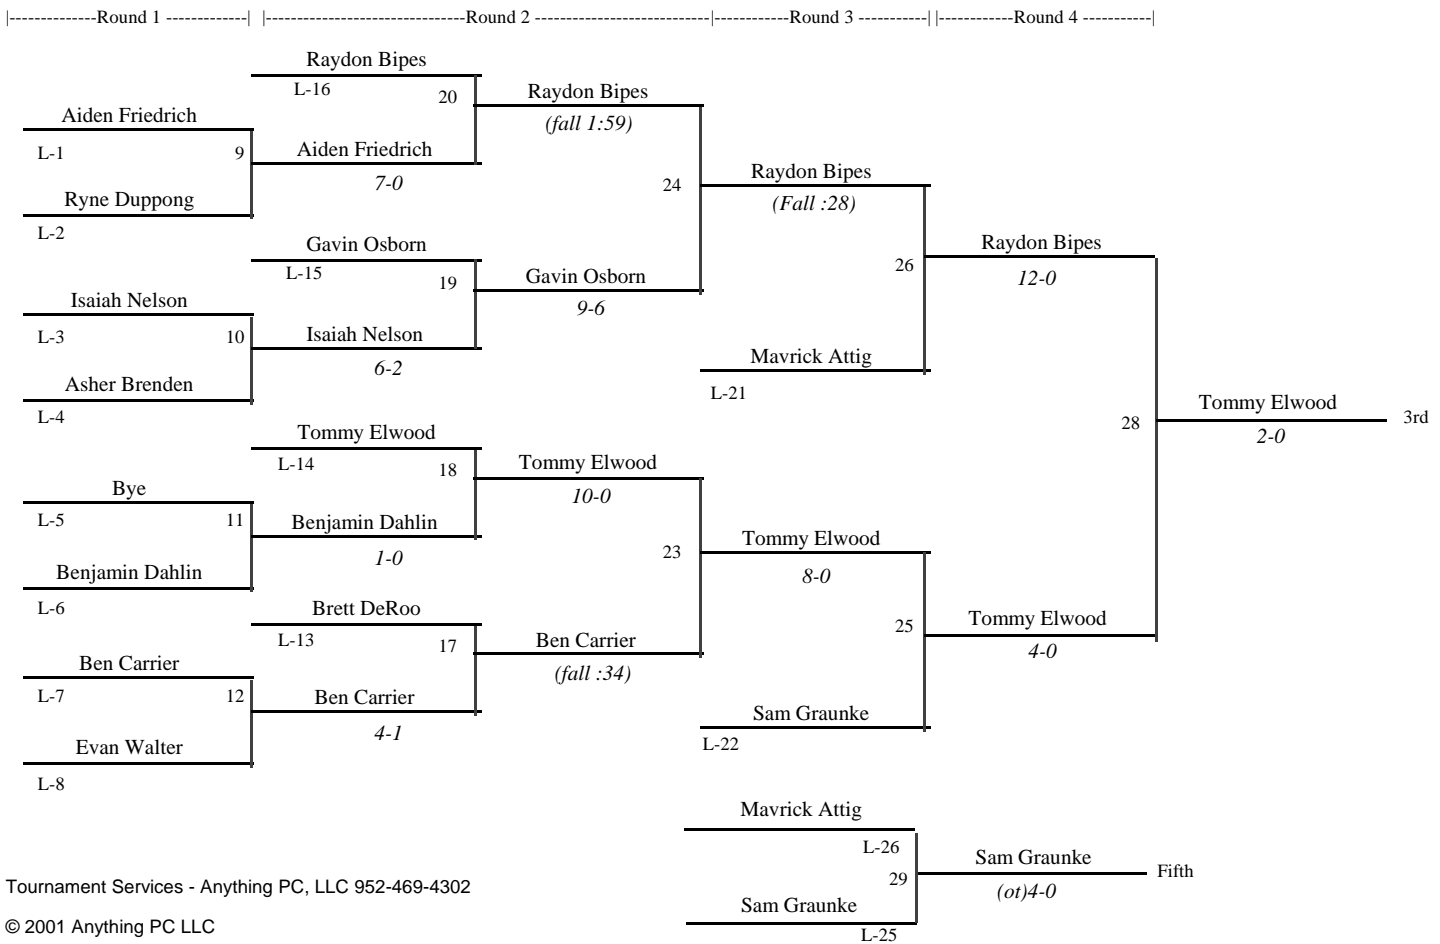 |-------------Round 1 -------------| |--------------------------------Round 2 ----------------------------|------------Round 3 -----------| |------------Round 4 -----------|
Raydon Bipes
L-16
20
Raydon Bipes
(fall 1:59)
Aiden Friedrich
L-1
9
Aiden Friedrich
7-0
Ryne Duppong
L-2
24
Raydon Bipes
(Fall :28)
Gavin Osborn
L-15
19
Gavin Osborn
9-6
Isaiah Nelson
L-3
10
Isaiah Nelson
6-2
Asher Brenden
L-4
26
Raydon Bipes
12-0
Mavrick Attig
L-21
Tommy Elwood
L-14
18
Tommy Elwood
10-0
Bye
L-5
11
Benjamin Dahlin
1-0
Benjamin Dahlin
L-6
23
Tommy Elwood
8-0
28
Tommy Elwood
2-0
3rd
Brett DeRoo
L-13
17
Ben Carrier
(fall :34)
Ben Carrier
L-7
12
Ben Carrier
4-1
Evan Walter
L-8
25
Tommy Elwood
4-0
Sam Graunke
L-22
Mavrick Attig
L-26
29
Sam Graunke
(ot)4-0
Fifth
Sam Graunke
L-25
Tournament Services - Anything PC, LLC 952-469-4302
© 2001 Anything PC LLC